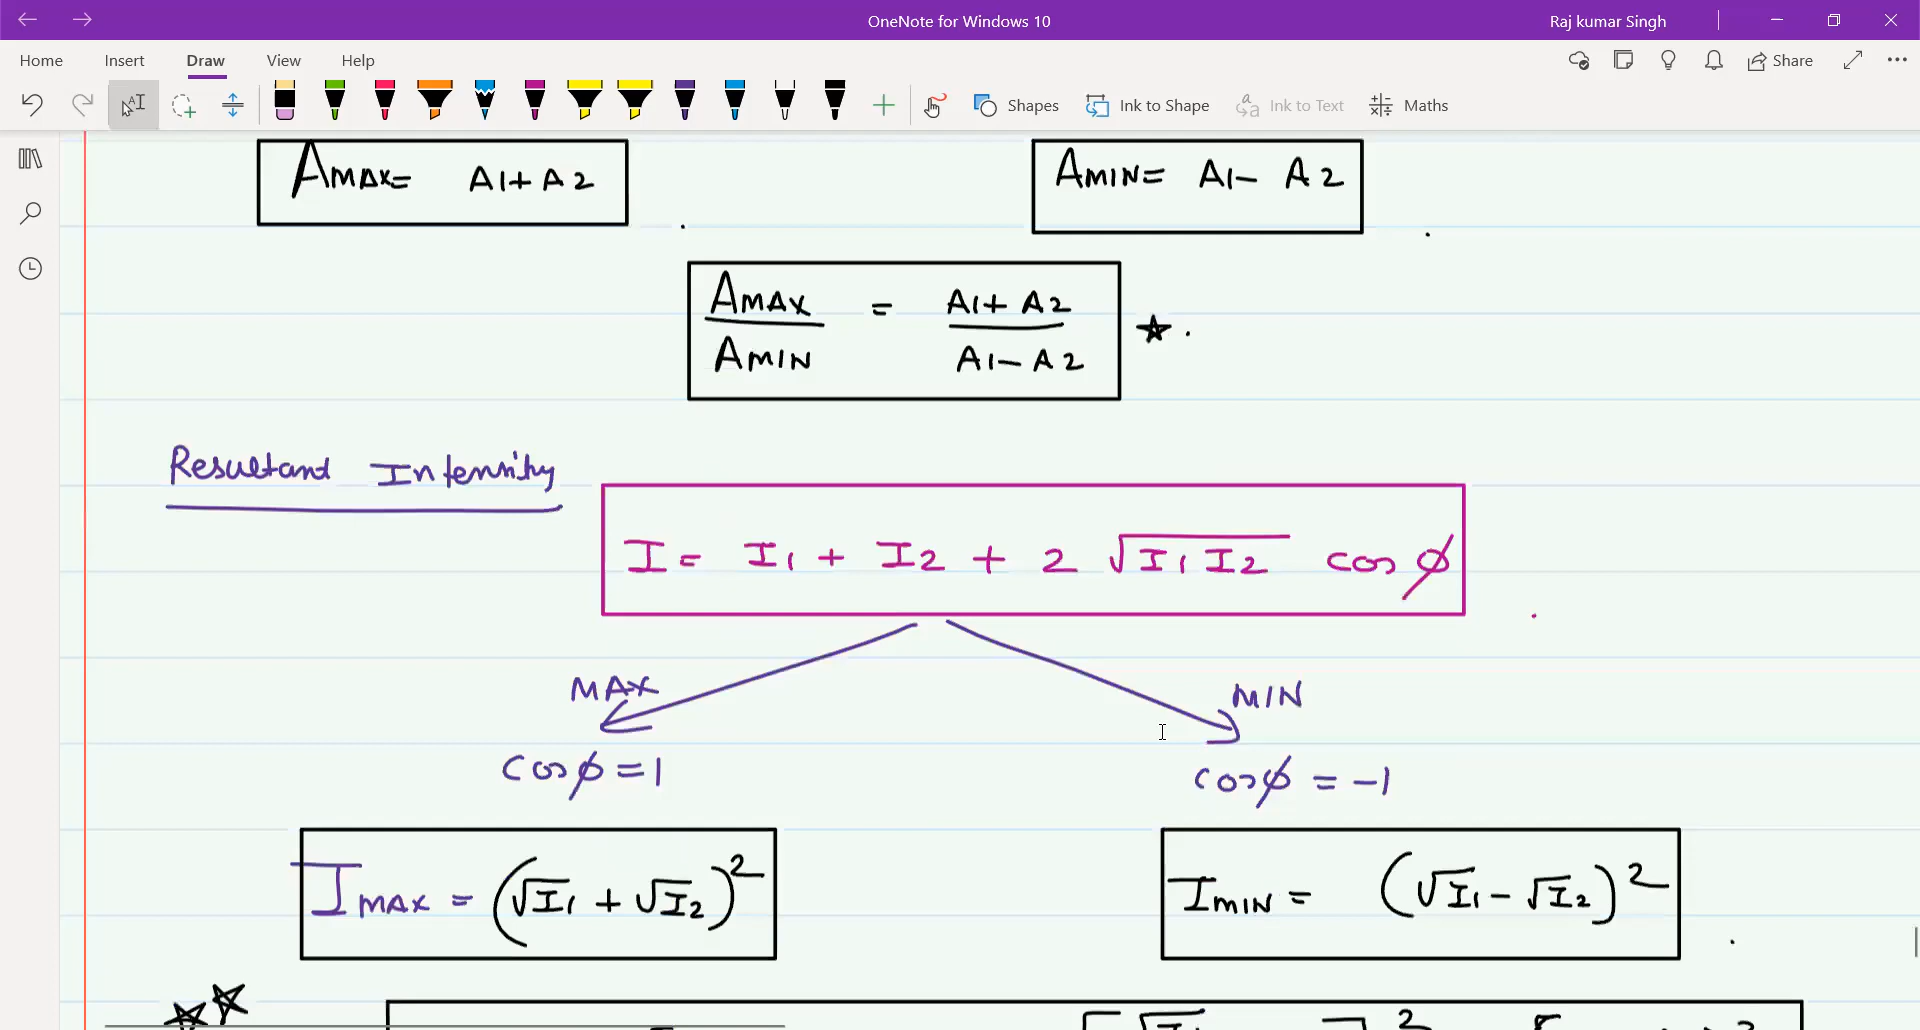 OneNote for Windows 10
Raj kumar Singh
Home Insert Draw View Help
Share
Shapes Ink to Shape Ink to Text Maths
AMAX= A1+ A2
AMIN= A1- A2
AMAX/AMIN = A1+ A2/A1-A2
Resultant Intensity
I = I1 + I2 + 2 √I1 I2 cos ϕ
MAX
MIN
cosϕ = 1
cosϕ = -1
IMAX = (√I1 + √I2)²
IMIN = (√I1 - √I2)²